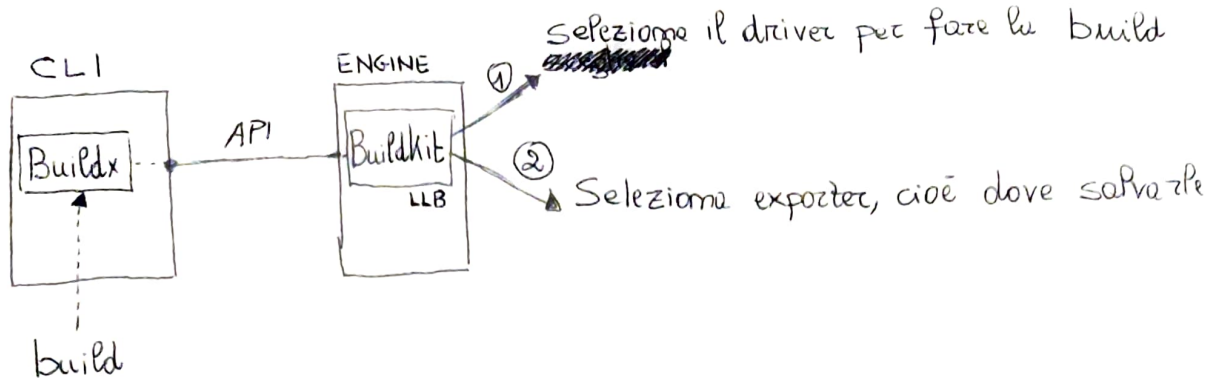 CLI
ENGINE
① Seleziona il driver per fare la build
Buildx
API
BuildKit
LLB
② Seleziona exporter, cioè dove salvarle
build